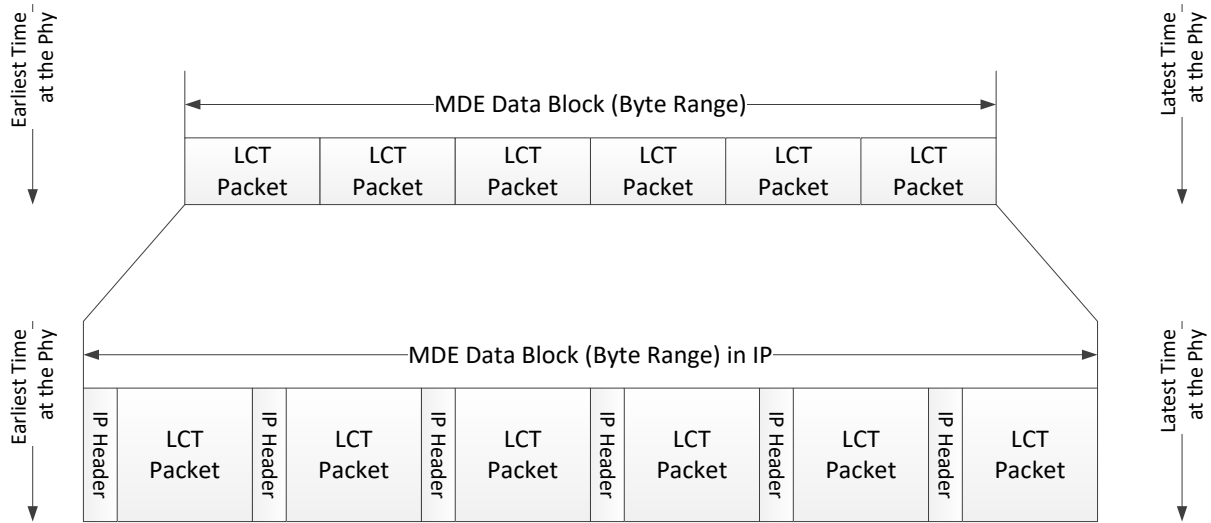 Earliest Time
at the Phy
Latest Time
at the Phy
MDE Data Block (Byte Range)
LCT
Packet
LCT
Packet
LCT
Packet
LCT
Packet
LCT
Packet
LCT
Packet
Earliest Time
at the Phy
Latest Time
at the Phy
MDE Data Block (Byte Range) in IP
IP Header
LCT
Packet
IP Header
LCT
Packet
IP Header
LCT
Packet
IP Header
LCT
Packet
IP Header
LCT
Packet
IP Header
LCT
Packet